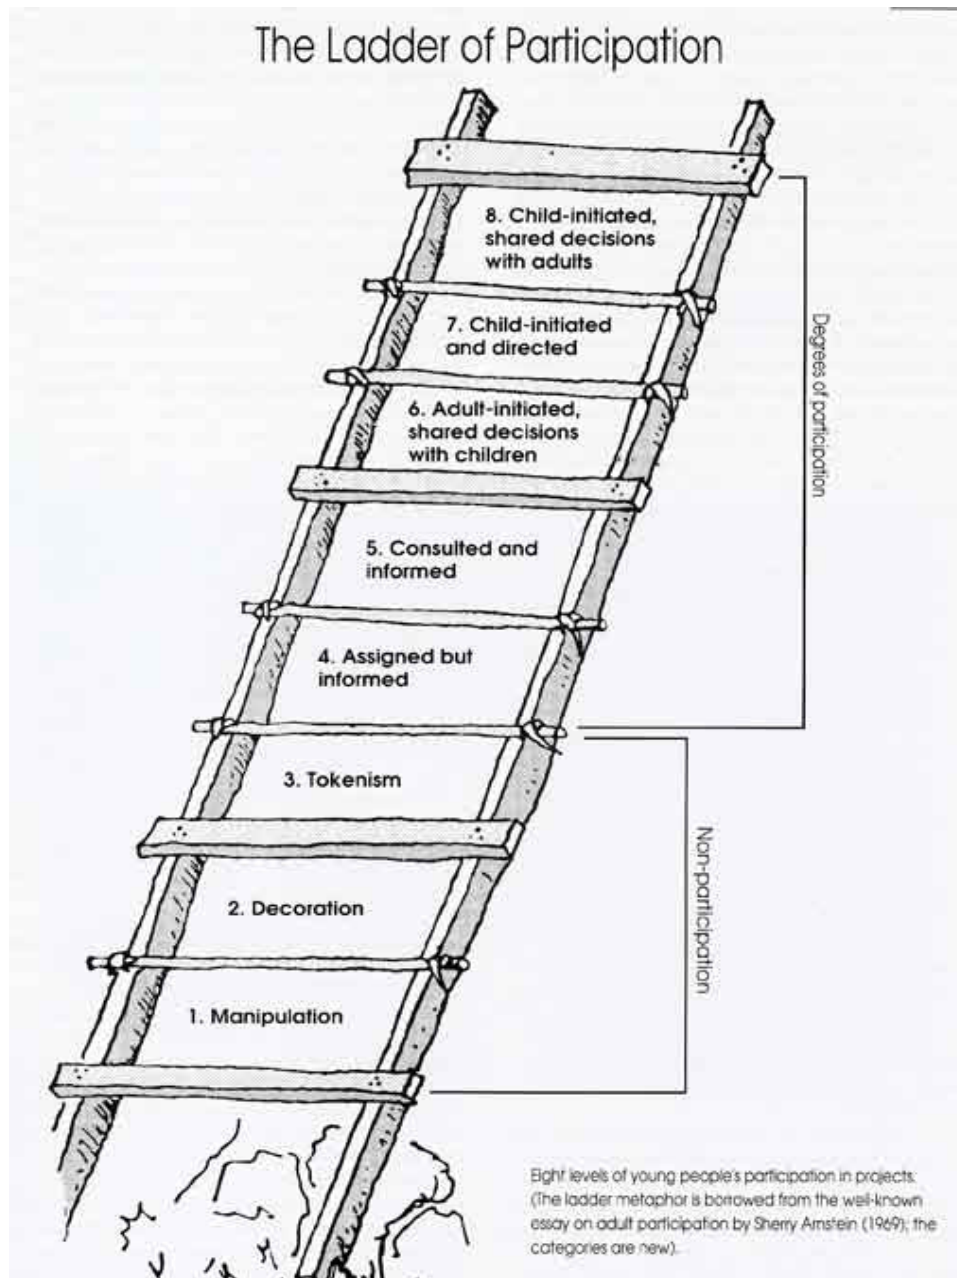 The Ladder of Participation
8. Child-initiated,
shared decisions
with adults
7. Child-initiated
and directed
6. Adult-initiated,
shared decisions
with children
5. Consulted and
informed
4. Assigned but
informed
3. Tokenism
2. Decoration
1. Manipulation
Degrees of participation
Non-participation
Eight levels of young people's participation in projects.
(The ladder metaphor is borrowed from the well-known
essay on adult participation by Sherry Arnstein (1969); the
categories are new).